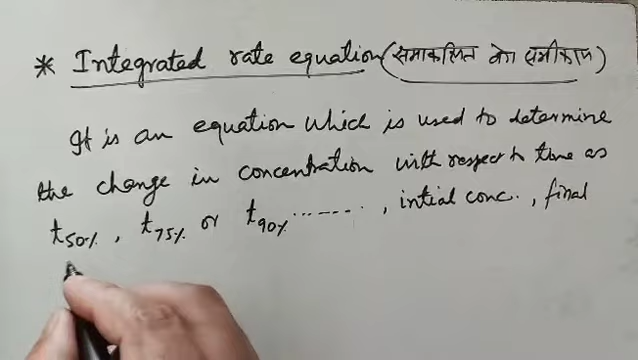 * Integrated rate equation (समाकलित वेग समीकरण)
It is an equation which is used to determine
the change in concentration with respect to time as
t50%, t75% or t90% ........ , intial conc., final